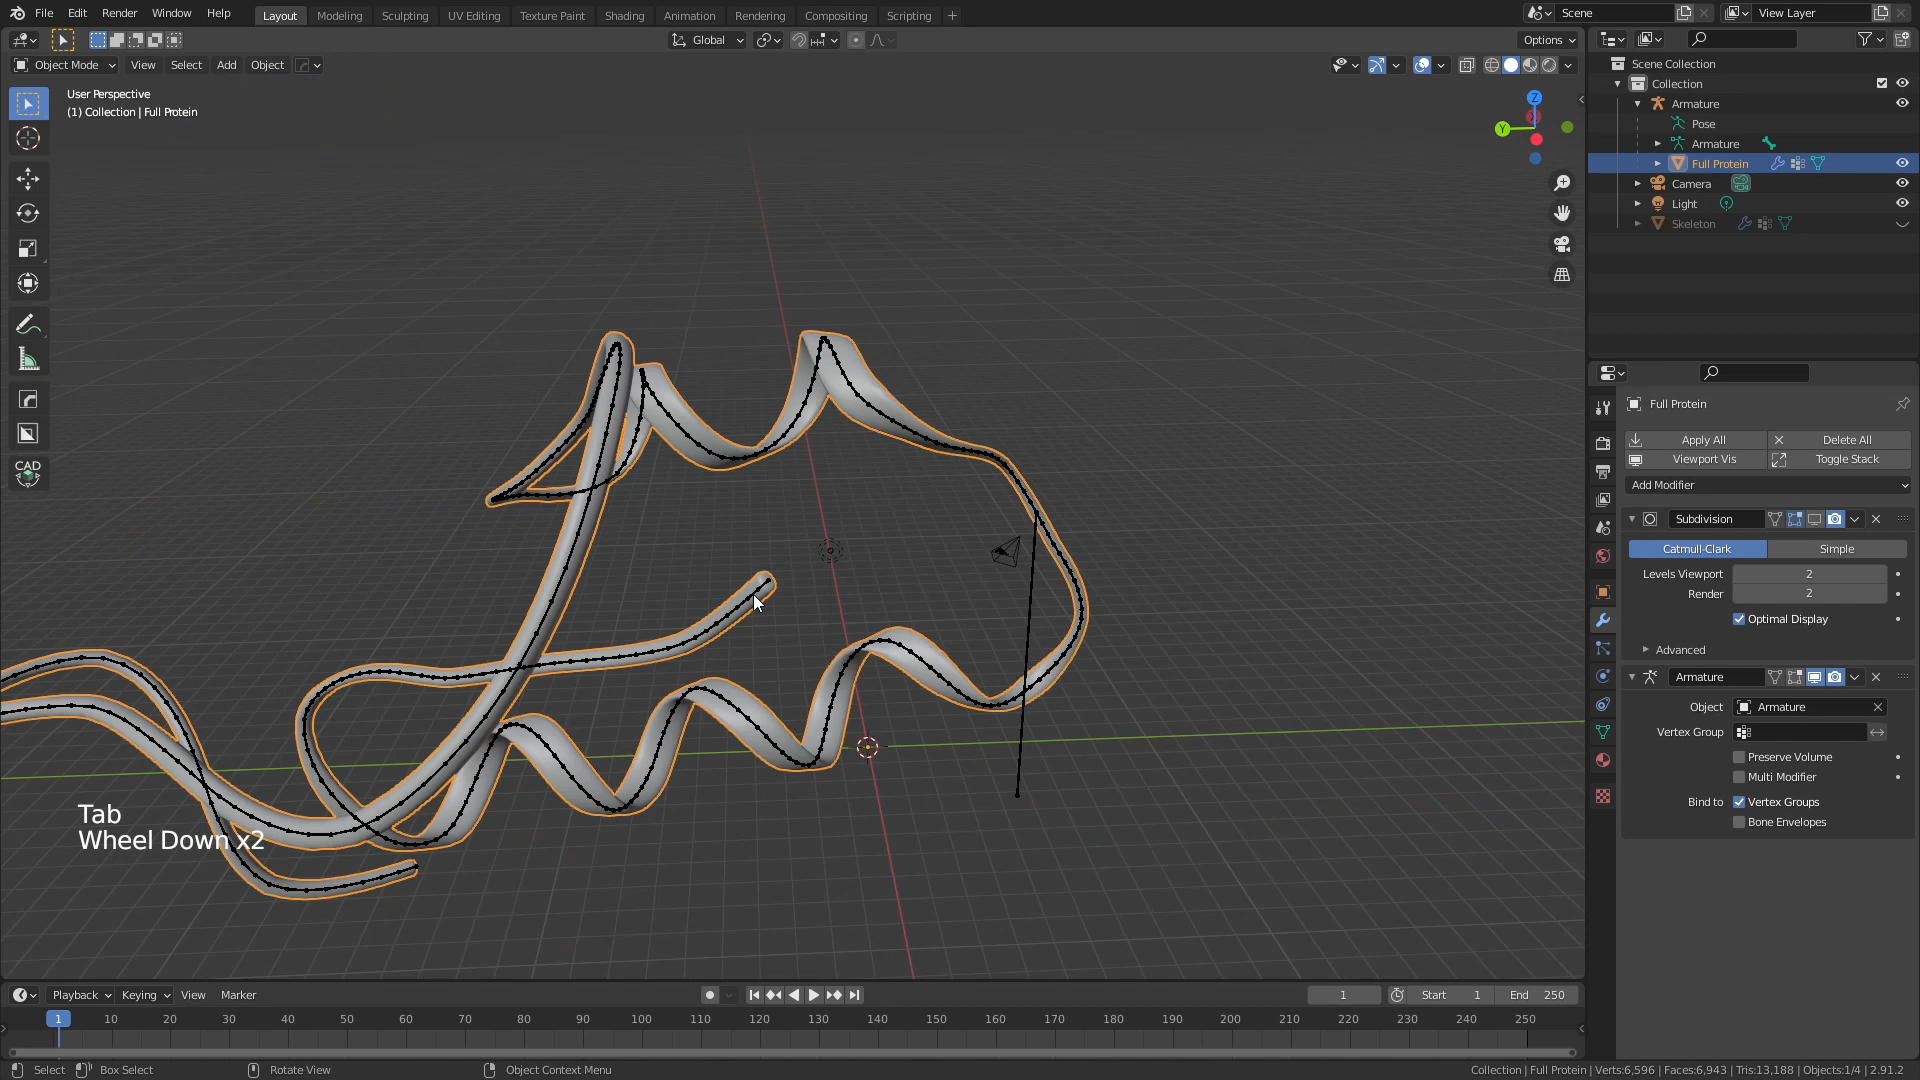 File Edit Render Window Help Layout Modeling Sculpting UV Editing Texture Paint Shading Animation Rendering Compositing Scripting + Scene View Layer
Global Options
Object Mode View Select Add Object
User Perspective
(1) Collection | Full Protein
Z
Y
CAD
Tab
Wheel Down x2
Scene Collection
Collection
Armature
Pose
Armature
Full Protein
Camera
Light
Skeleton
Full Protein
Apply All Delete All
Viewport Vis Toggle Stack
Add Modifier
Subdivision
Catmull-Clark Simple
Levels Viewport 2
Render 2
Optimal Display
Advanced
Armature
Object Armature
Vertex Group
Preserve Volume
Multi Modifier
Bind to Vertex Groups
Bone Envelopes
Playback Keying View Marker 1 Start 1 End 250
1 10 20 30 40 50 60 70 80 90 100 110 120 130 140 150 160 170 180 190 200 210 220 230 240 250
Select Box Select Rotate View Object Context Menu Collection | Full Protein | Verts:6,596 | Faces:6,943 | Tris:13,188 | Objects:1/4 | 2.91.2